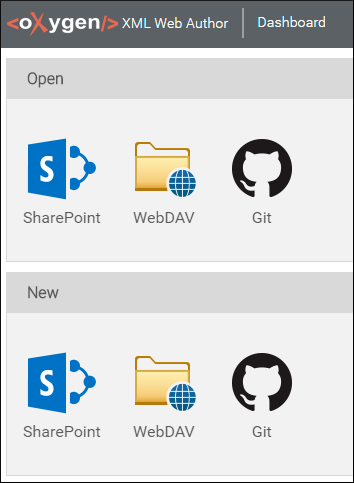 <oXygen/> XML Web Author Dashboard
Open
SharePoint WebDAV Git
New
SharePoint WebDAV Git